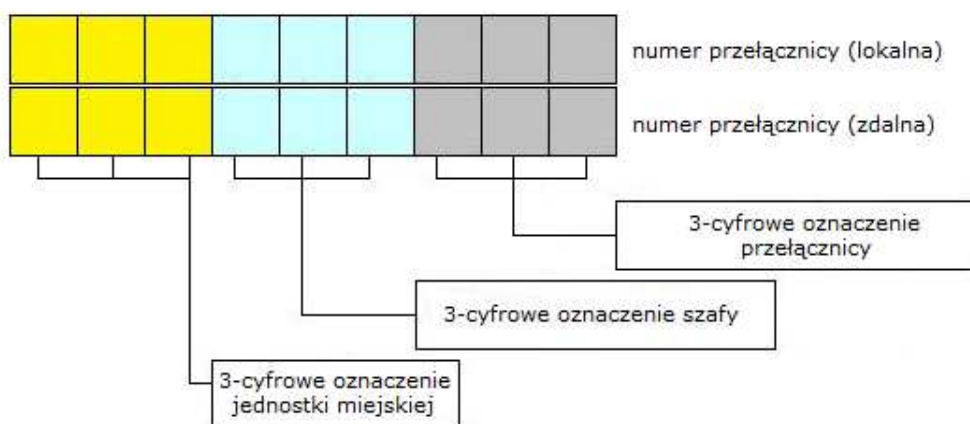 numer przełącznicy (lokalna)
numer przełącznicy (zdalna)
3-cyfrowe oznaczenie
przełącznicy
3-cyfrowe oznaczenie szafy
3-cyfrowe oznaczenie
jednostki miejskiej